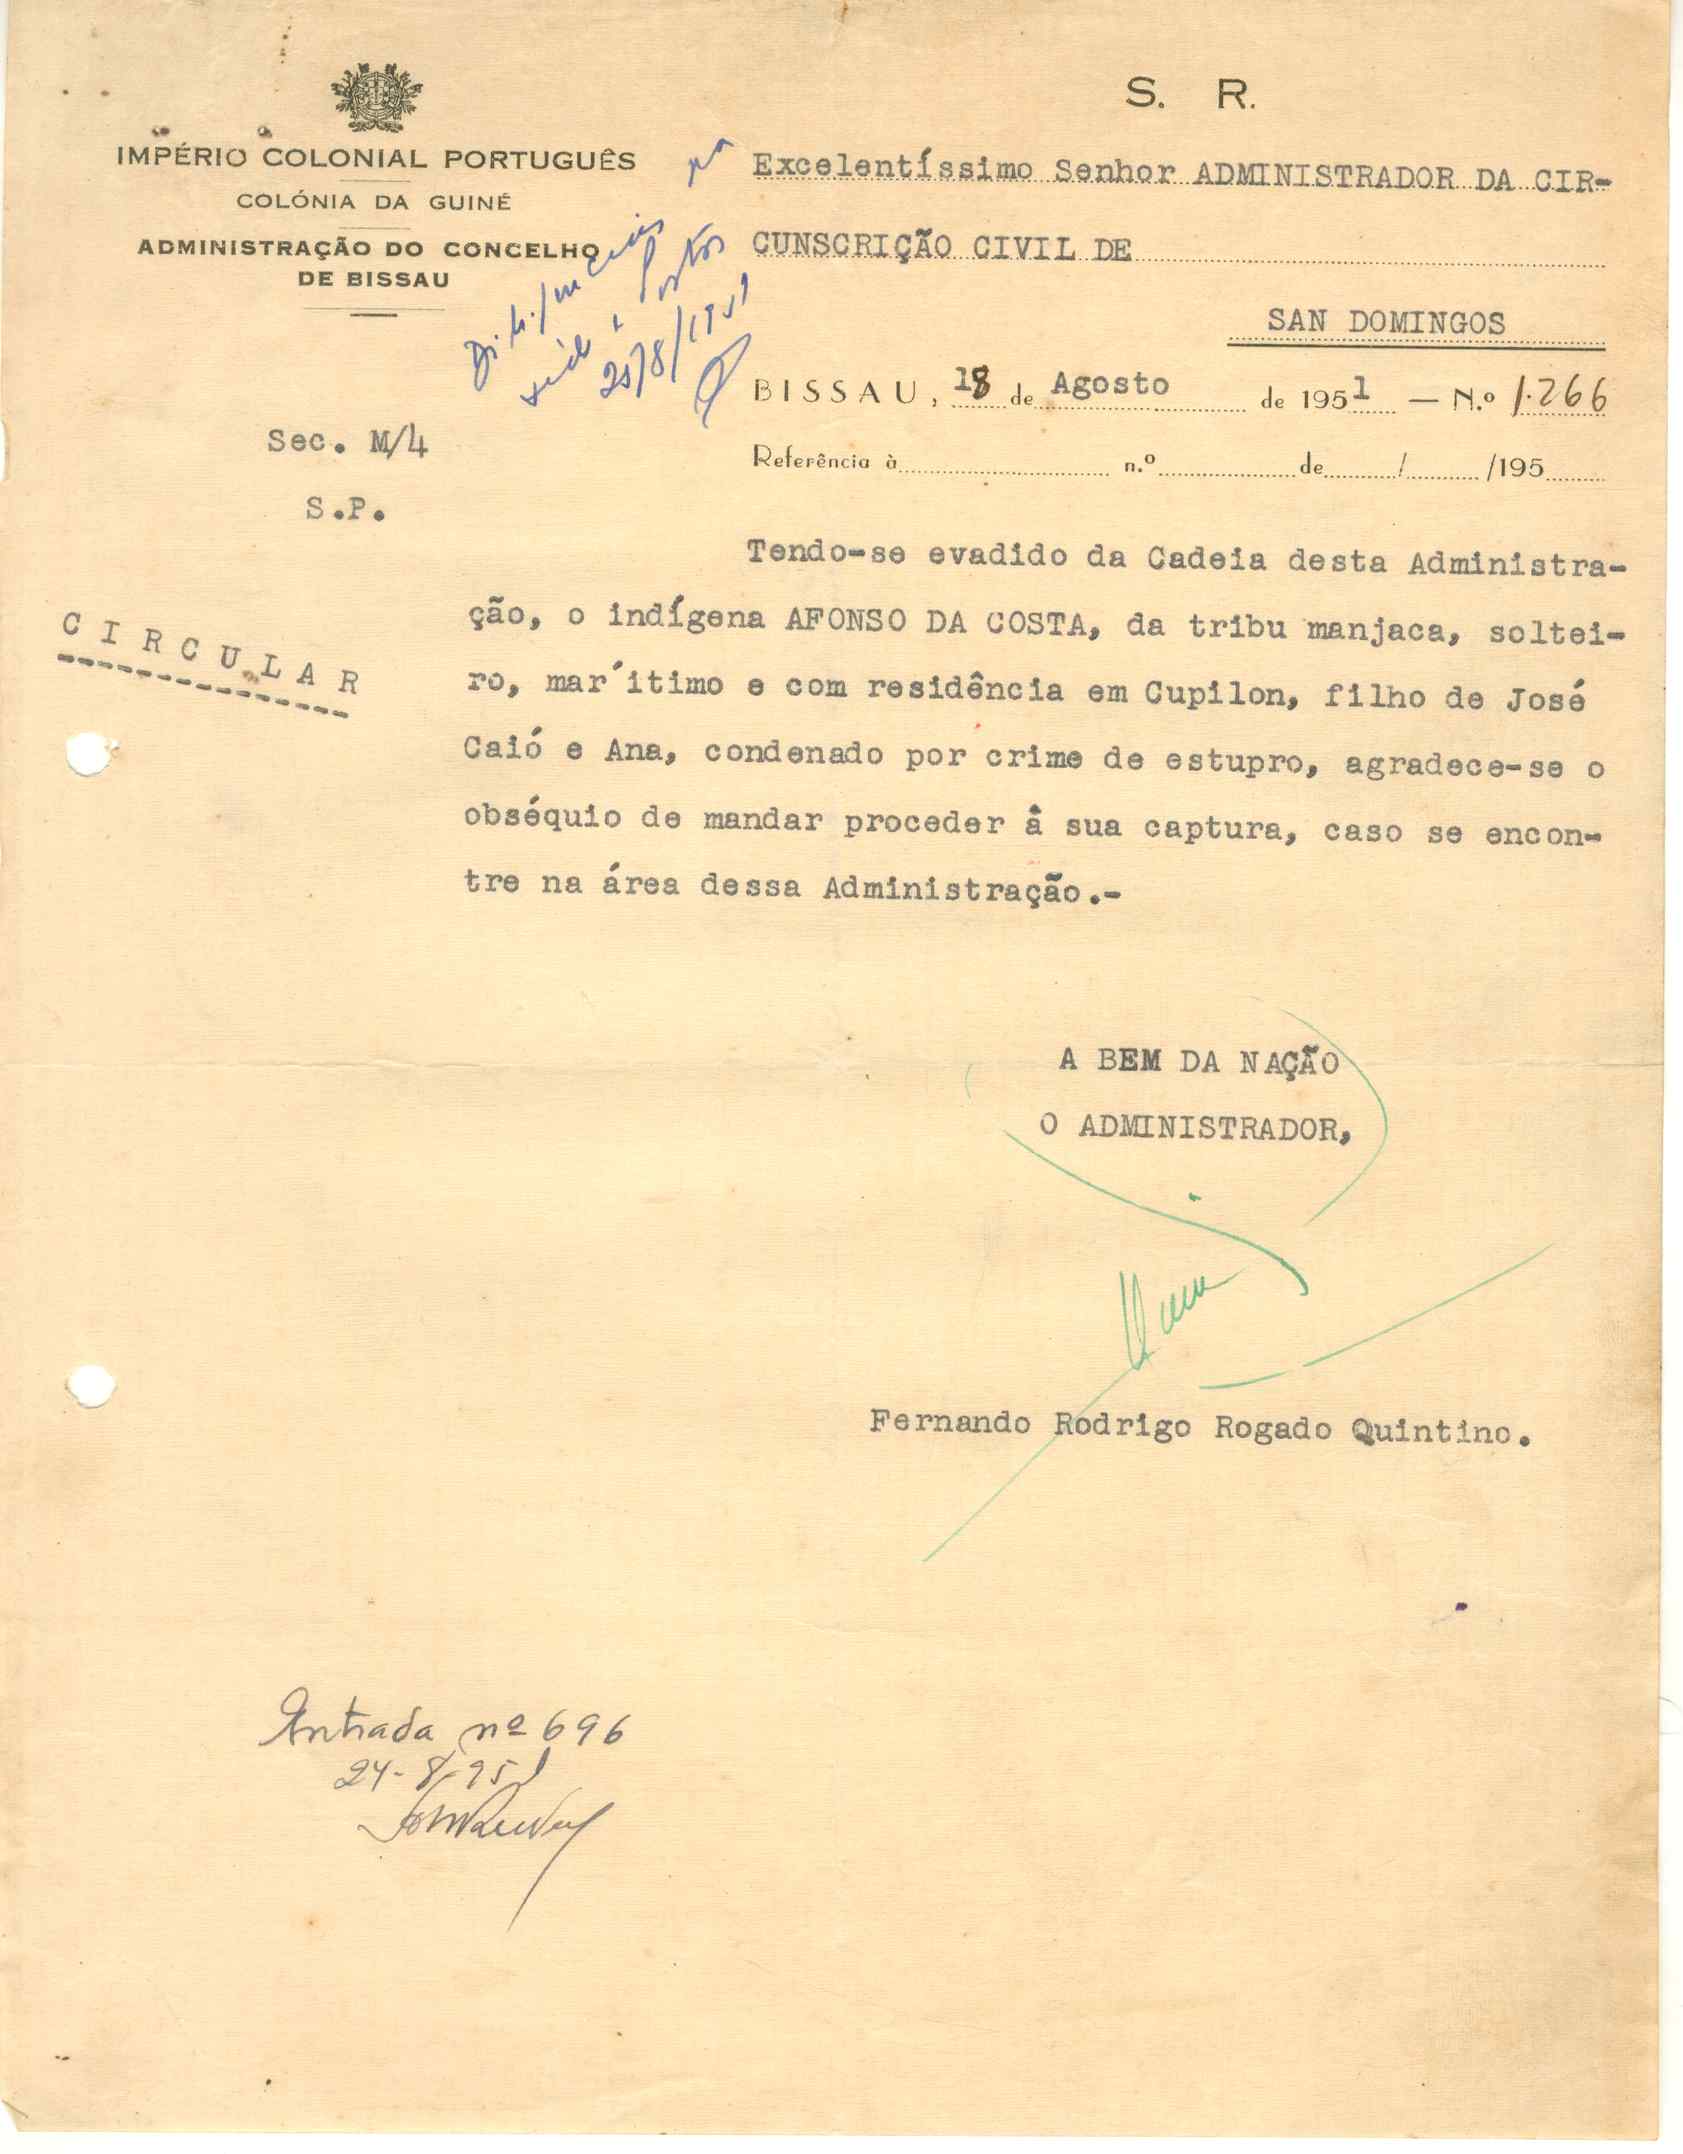 S. R.
IMPÉRIO COLONIAL PORTUGUÊS
COLÓNIA DA GUINÉ
ADMINISTRAÇÃO DO CONCELHO
DE BISSAU
Excelentíssimo Senhor ADMINISTRADOR DA CIR-
CUNSCRIÇÃO CIVIL DE
SAN DOMINGOS
BISSAU, 18 de Agosto de 1951 — N.º 1.266
Referência à n.º de / /195
Postos
/8/1951
Sec. M/4
S.P.
CIRCULAR
Tendo-se evadido da Cadeia desta Administra-
ção, o indígena AFONSO DA COSTA, da tribu manjaca, soltei-
ro, mar´itimo e com residência em Cupilon, filho de José
Caió e Ana, condenado por crime de estupro, agradece-se o
obséquio de mandar proceder â sua captura, caso se encon-
tre na área dessa Administração.-
A BEM DA NAÇÃO
O ADMINISTRADOR,
Fernando Rodrigo Rogado Quintino.
Entrada nº 696
24-8-951